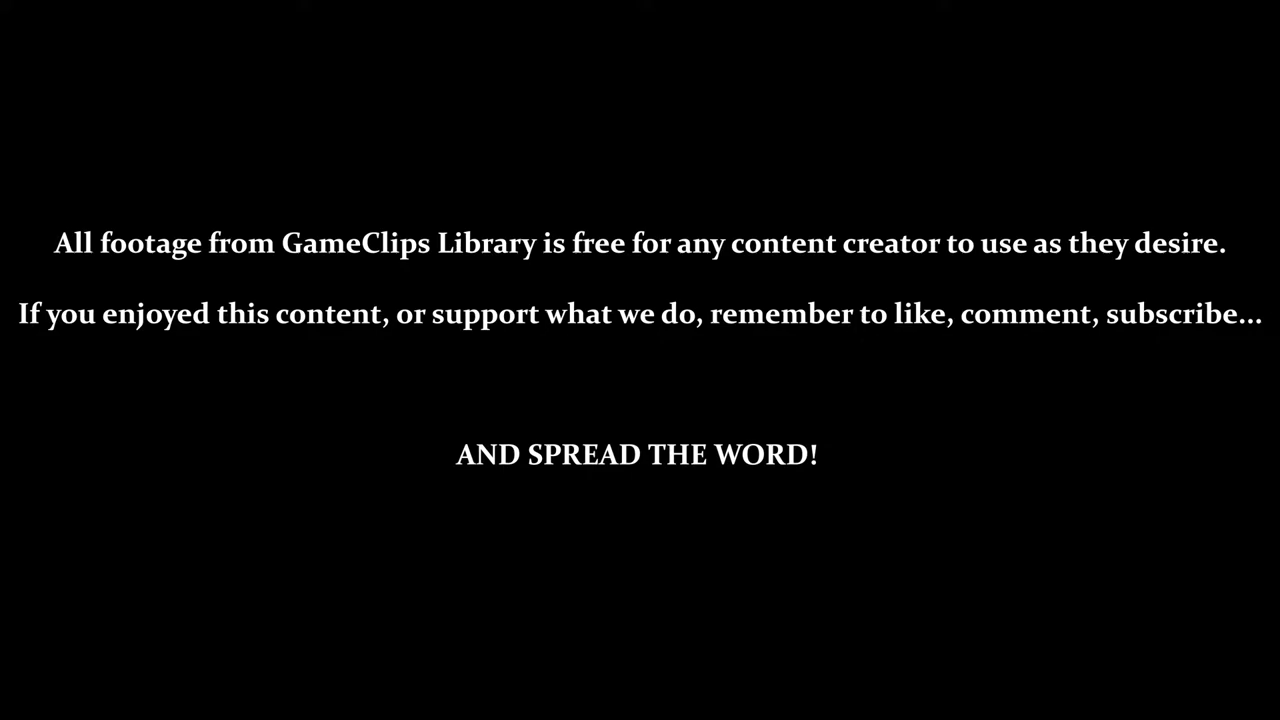 All footage from GameClips Library is free for any content creator to use as they desire.
If you enjoyed this content, or support what we do, remember to like, comment, subscribe...
AND SPREAD THE WORD!